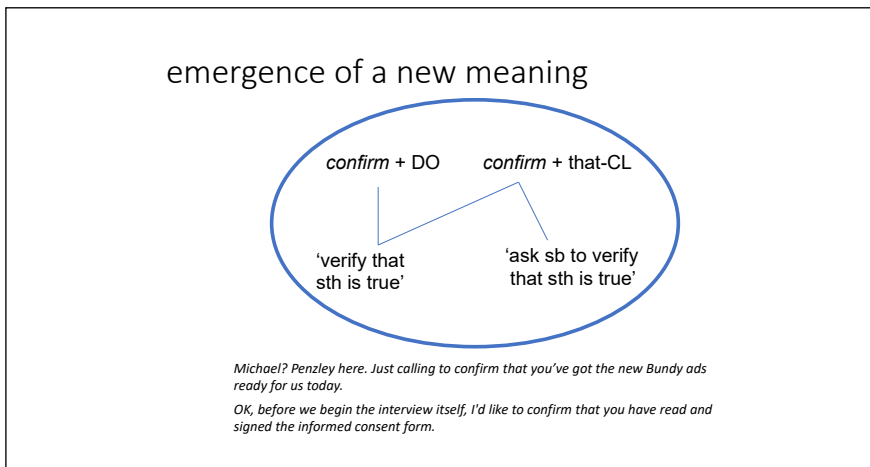 emergence of a new meaning
confirm + DO
confirm + that-CL
‘verify that
sth is true’
‘ask sb to verify
that sth is true’
Michael? Penzley here. Just calling to confirm that you’ve got the new Bundy ads
ready for us today.
OK, before we begin the interview itself, I'd like to confirm that you have read and
signed the informed consent form.